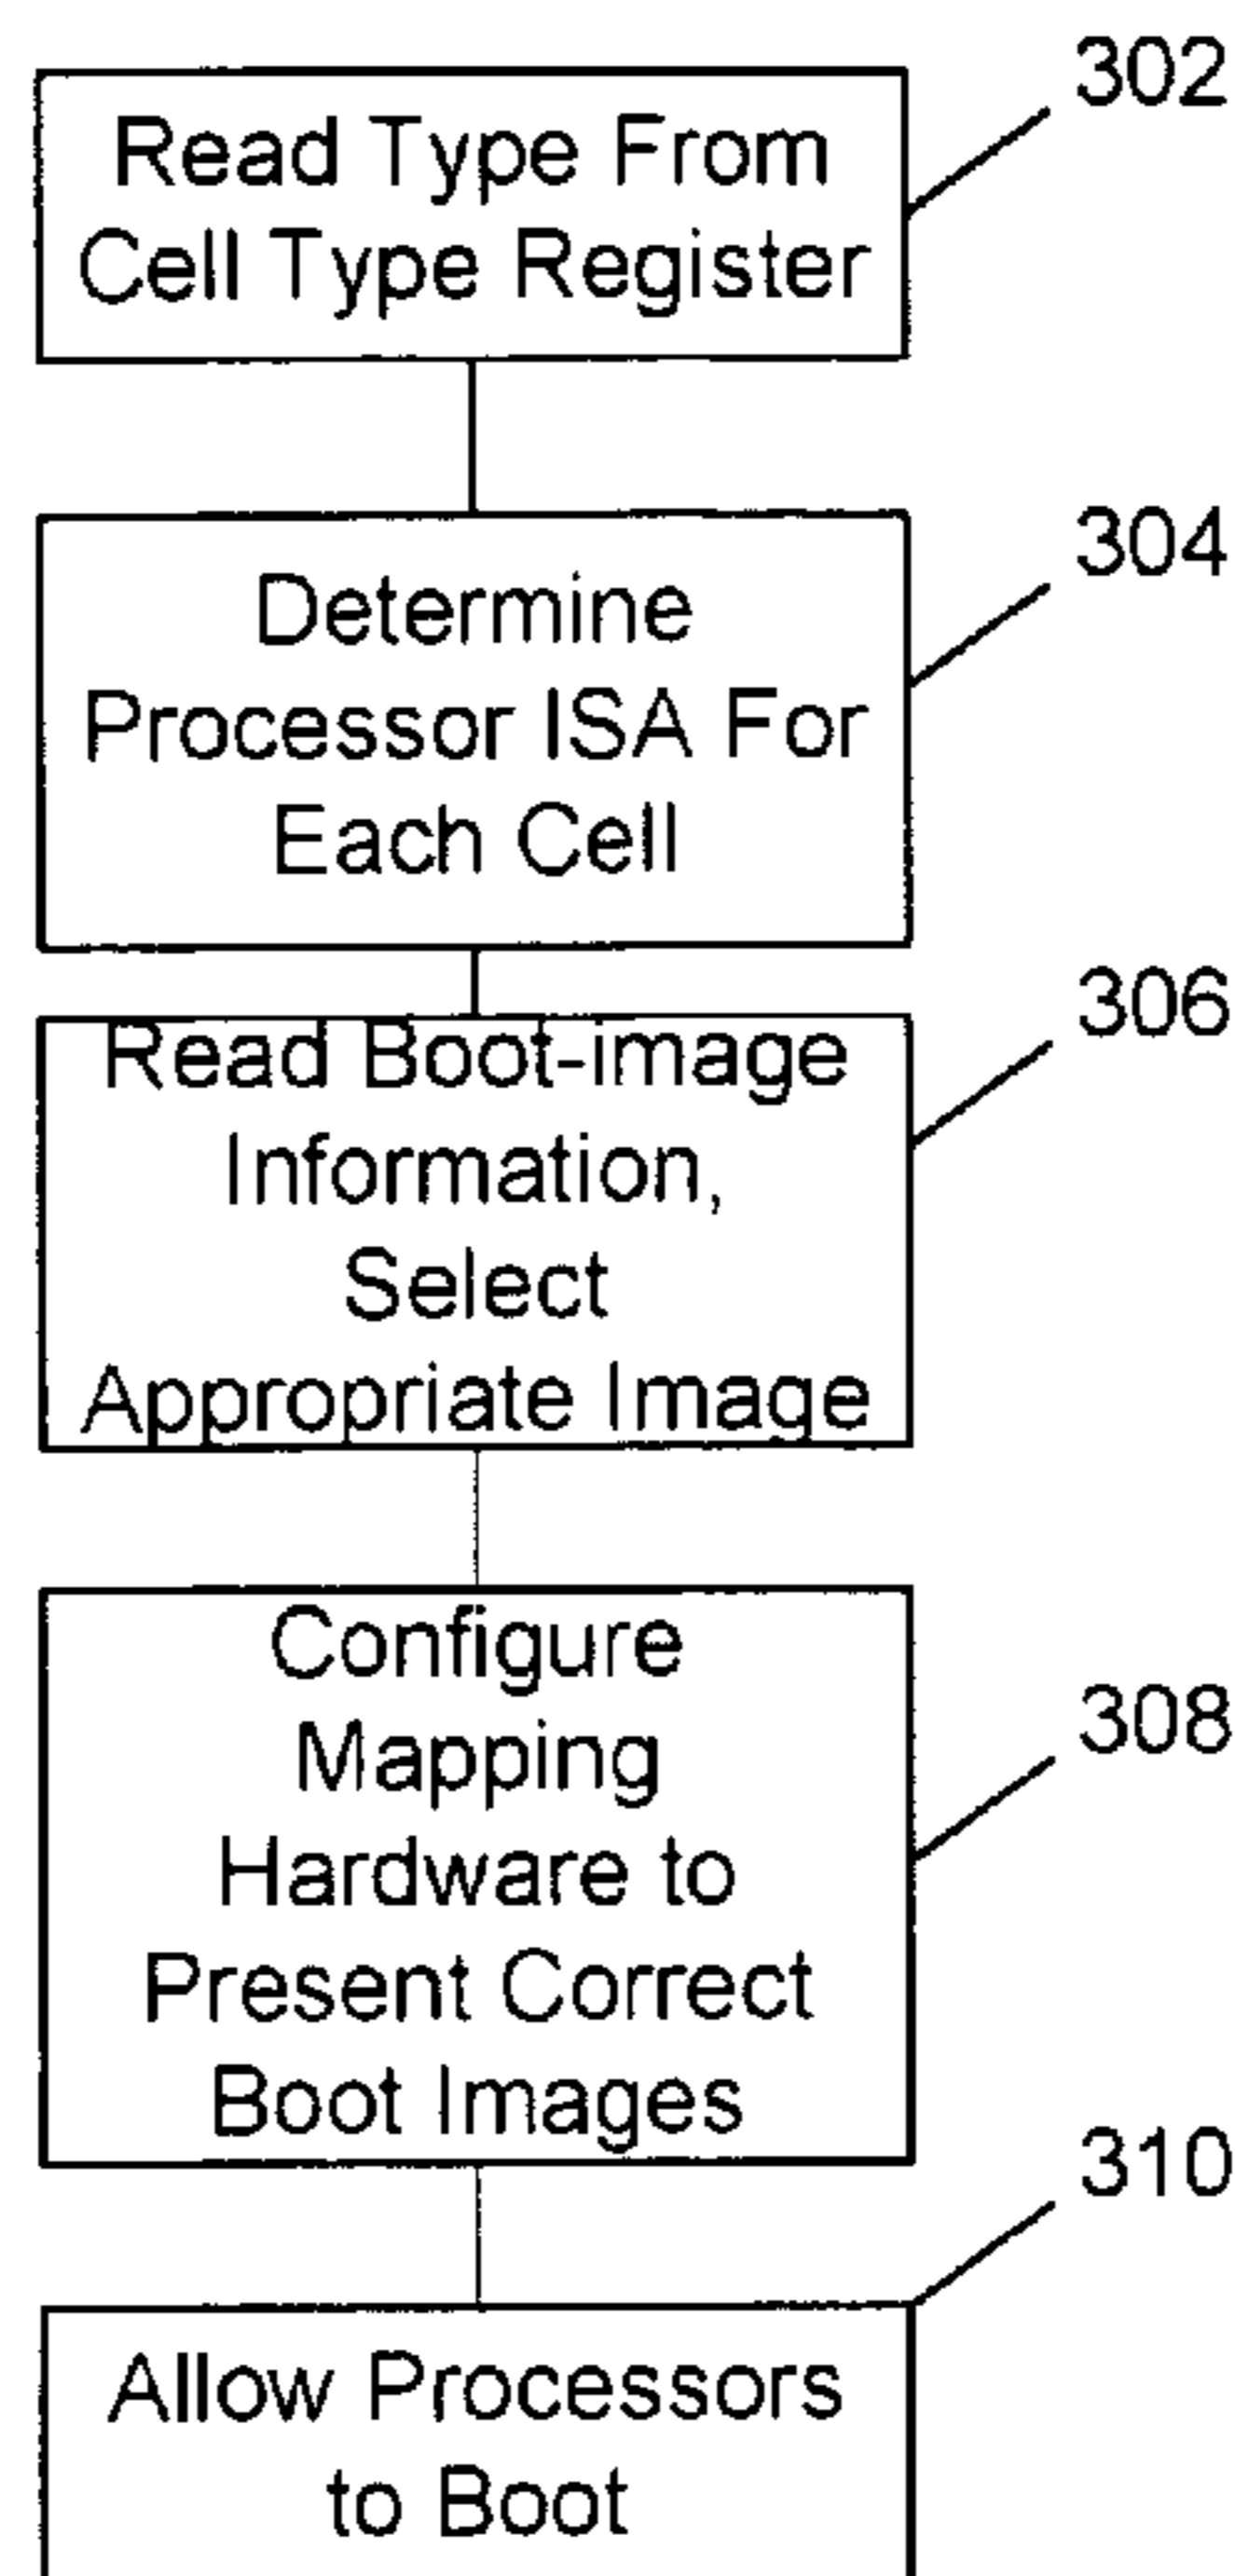 302
Read Type From
Cell Type Register
304
Determine
Processor ISA For
Each Cell
306
Read Boot-image
Information,
Select
Appropriate Image
Configure
308
Mapping
Hardware to
Present Correct
Boot Images
310
Allow Processors
to Boot